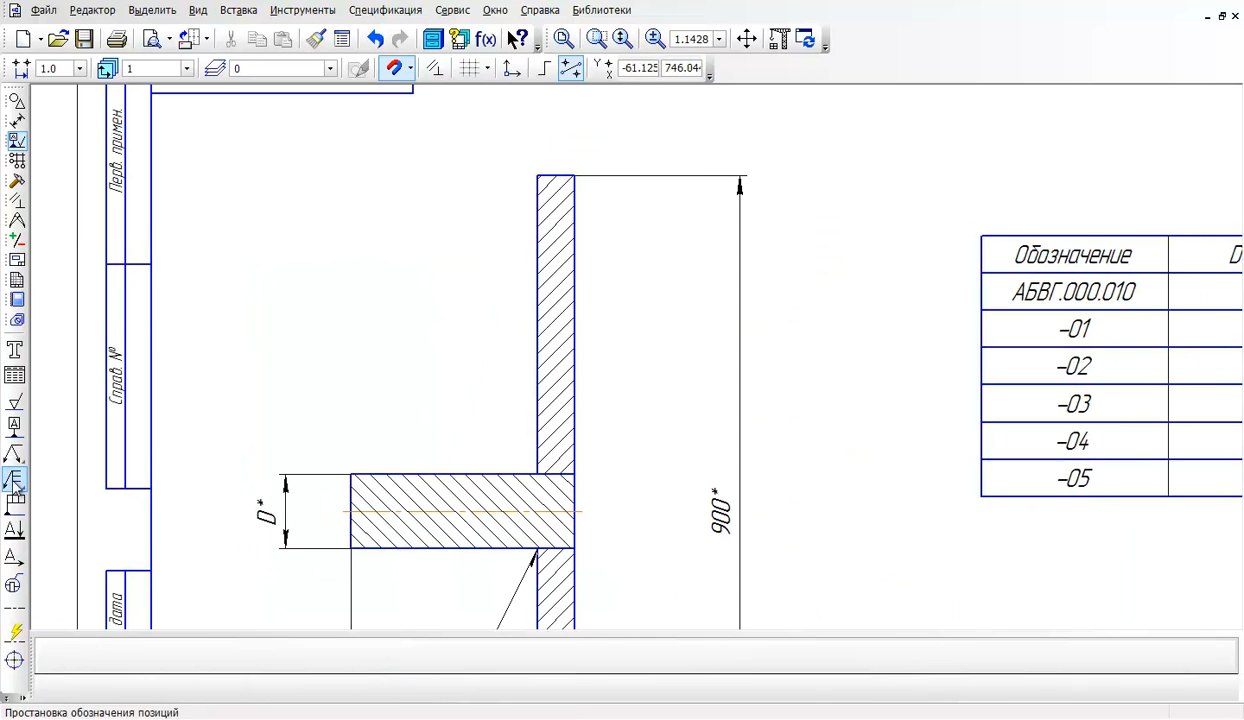 Файл Редактор Выделить Вид Вставка Инструменты Спецификация Сервис Окно Справка Библиотеки
f(x) 1.1428
1.0 1 0 -61.125 746.04
Перв. примен.
Справ. №
дата
D*
900*
Обозначение D
АБВГ.000.010
-01
-02
-03
-04
-05
Простановка обозначения позиций